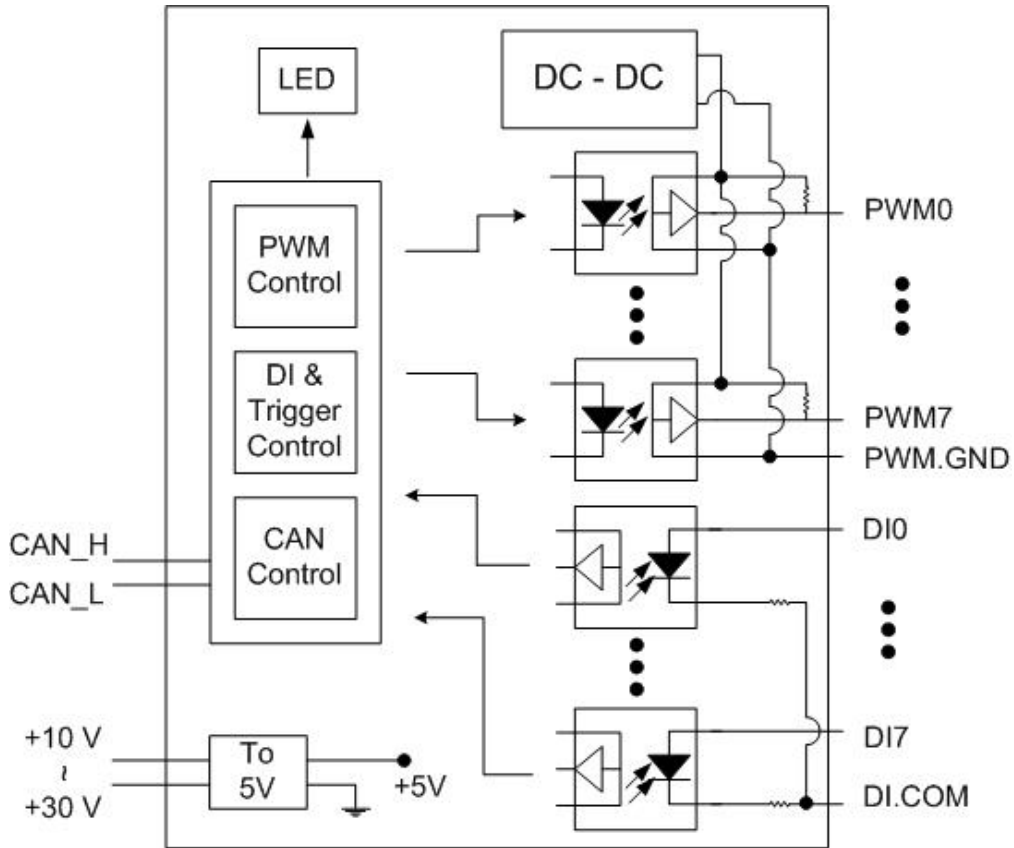 LED
DC - DC
PWM
Control
PWM0
DI &
Trigger
Control
PWM7
PWM.GND
CAN
Control
CAN_H
CAN_L
DI0
+10 V
~
+30 V
To
5V
+5V
DI7
DI.COM